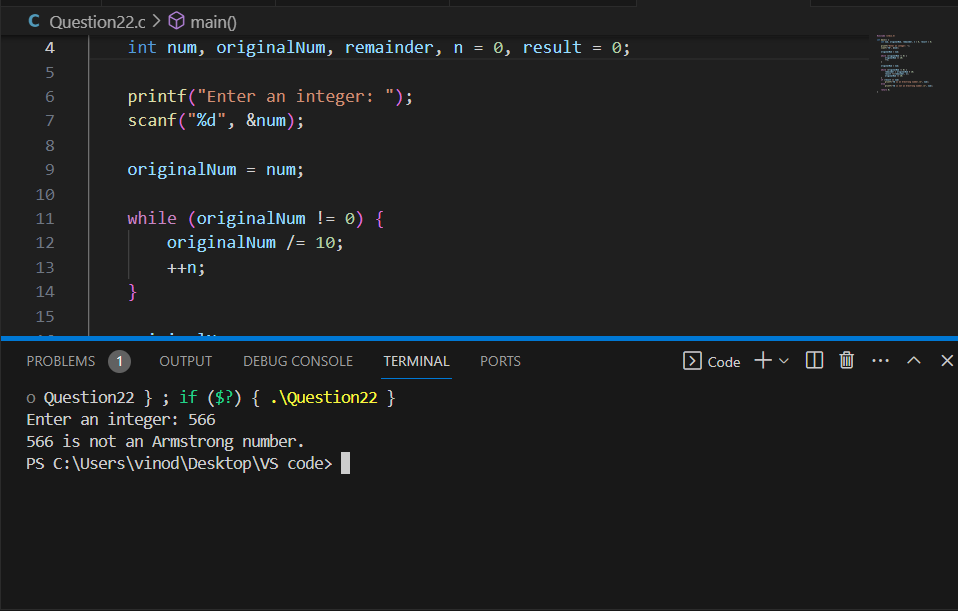 C Question22.c > main()
4 int num, originalNum, remainder, n = 0, result = 0;
5
6 printf("Enter an integer: ");
7 scanf("%d", &num);
8
9 originalNum = num;
10
11 while (originalNum != 0) {
12 originalNum /= 10;
13 ++n;
14 }
15
PROBLEMS 1 OUTPUT DEBUG CONSOLE TERMINAL PORTS Code
o Question22 } ; if ($?) { .\Question22 }
Enter an integer: 566
566 is not an Armstrong number.
PS C:\Users\vinod\Desktop\VS code>